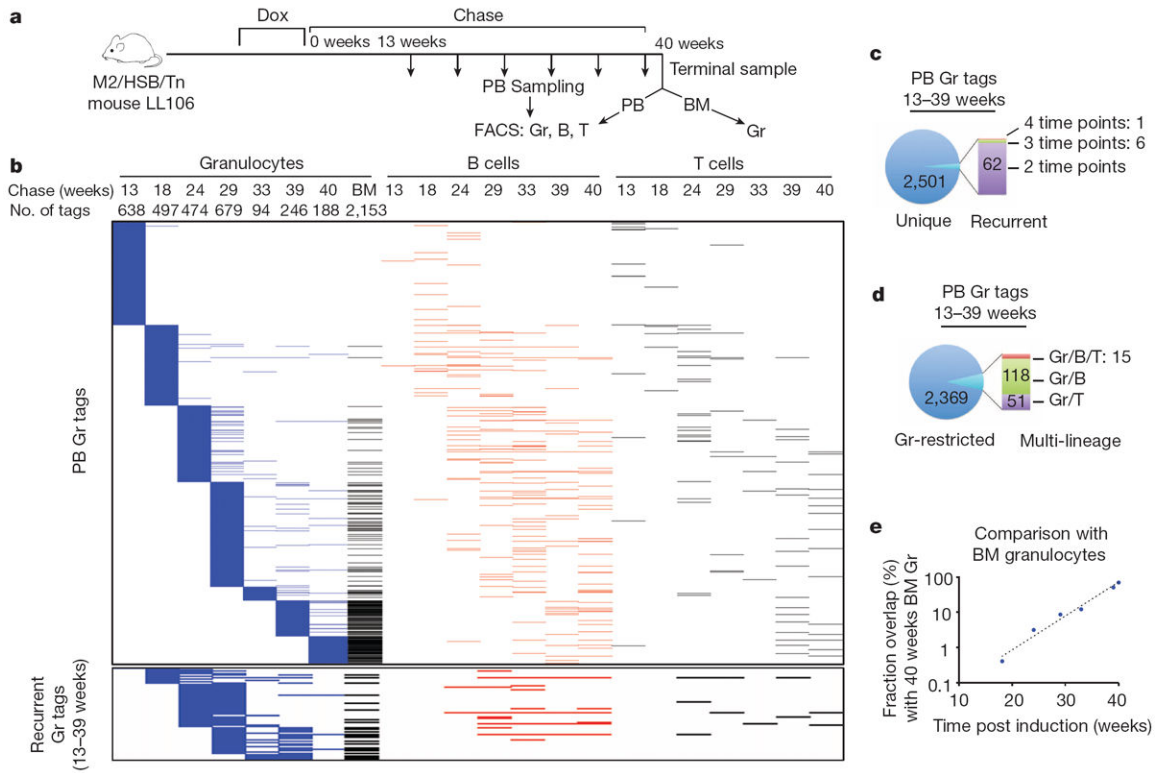 a
Dox
Chase
0 weeks 13 weeks
40 weeks
M2/HSB/Tn
mouse LL106
PB Sampling
Terminal sample
PB
BM
FACS: Gr, B, T
Gr
b
Granulocytes
B cells
T cells
Chase (weeks) 13 18 24 29 33 39 40 BM 13 18 24 29 33 39 40 13 18 24 29 33 39 40
No. of tags 638 497 474 679 94 246 188 2,153
PB Gr tags
Recurrent
Gr tags
(13–39 weeks)
c
PB Gr tags
13–39 weeks
4 time points: 1
3 time points: 6
2 time points
2,501
62
Unique
Recurrent
d
PB Gr tags
13–39 weeks
Gr/B/T: 15
Gr/B
Gr/T
2,369
118
51
Gr-restricted
Multi-lineage
e
Comparison with
BM granulocytes
Fraction overlap (%)
with 40 weeks BM Gr
100
10
1
0.1
10 20 30 40
Time post induction (weeks)